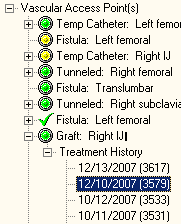 Vascular Access Point(s)
Temp Catheter: Left femor
Fistula: Left femoral
Temp Catheter: Right IJ
Tunneled: Right femoral
Fistula: Translumbar
Tunneled: Right subclavia
Fistula: Left femoral
Graft: Right IJ
Treatment History
12/13/2007 (3617)
12/10/2007 (3579)
10/12/2007 (3533)
10/11/2007 (3531)